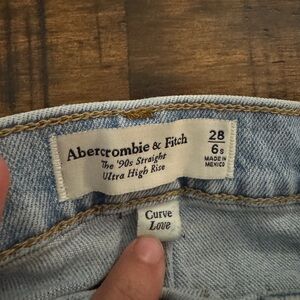 Abercrombie & Fitch
The '90s Straight
Ultra High Rise
28
6s
MADE IN
MEXICO
Curve
Love